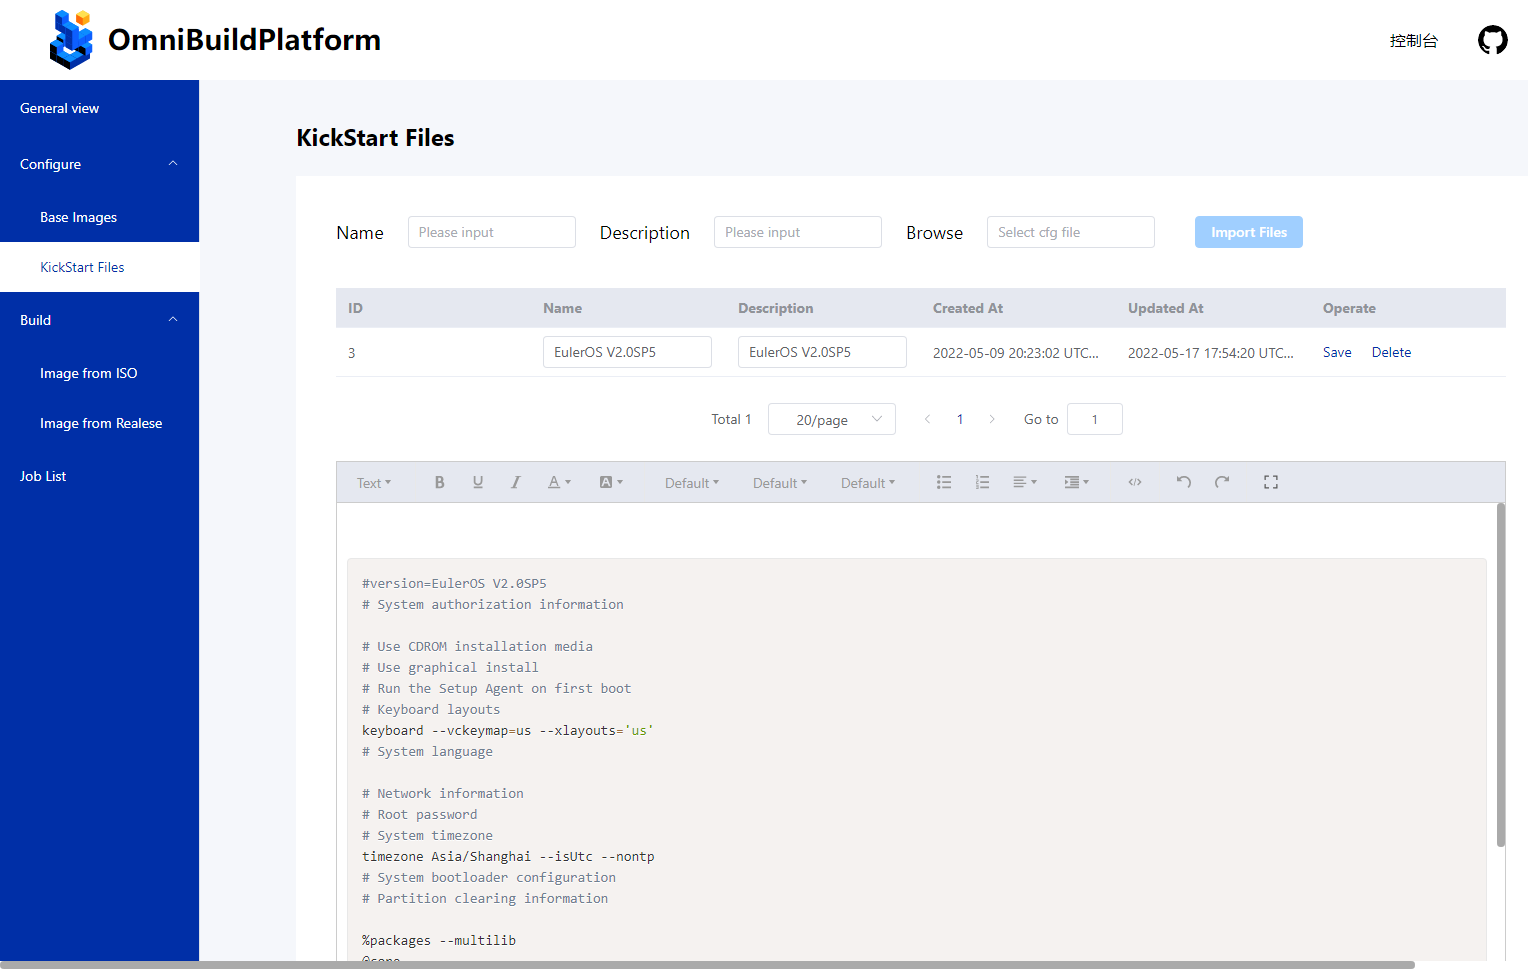 OmniBuildPlatform
控制台
General view
Configure
Base Images
KickStart Files
Build
Image from ISO
Image from Realese
Job List
KickStart Files
Name Please input Description Please input Browse Select cfg file Import Files
ID Name Description Created At Updated At Operate
3 EulerOS V2.0SP5 EulerOS V2.0SP5 2022-05-09 20:23:02 UTC... 2022-05-17 17:54:20 UTC... Save Delete
Total 1 20/page 1 Go to 1
Text B U I A A Default Default Default
#version=EulerOS V2.0SP5
# System authorization information
# Use CDROM installation media
# Use graphical install
# Run the Setup Agent on first boot
# Keyboard layouts
keyboard --vckeymap=us --xlayouts='us'
# System language
# Network information
# Root password
# System timezone
timezone Asia/Shanghai --isUtc --nontp
# System bootloader configuration
# Partition clearing information
%packages --multilib